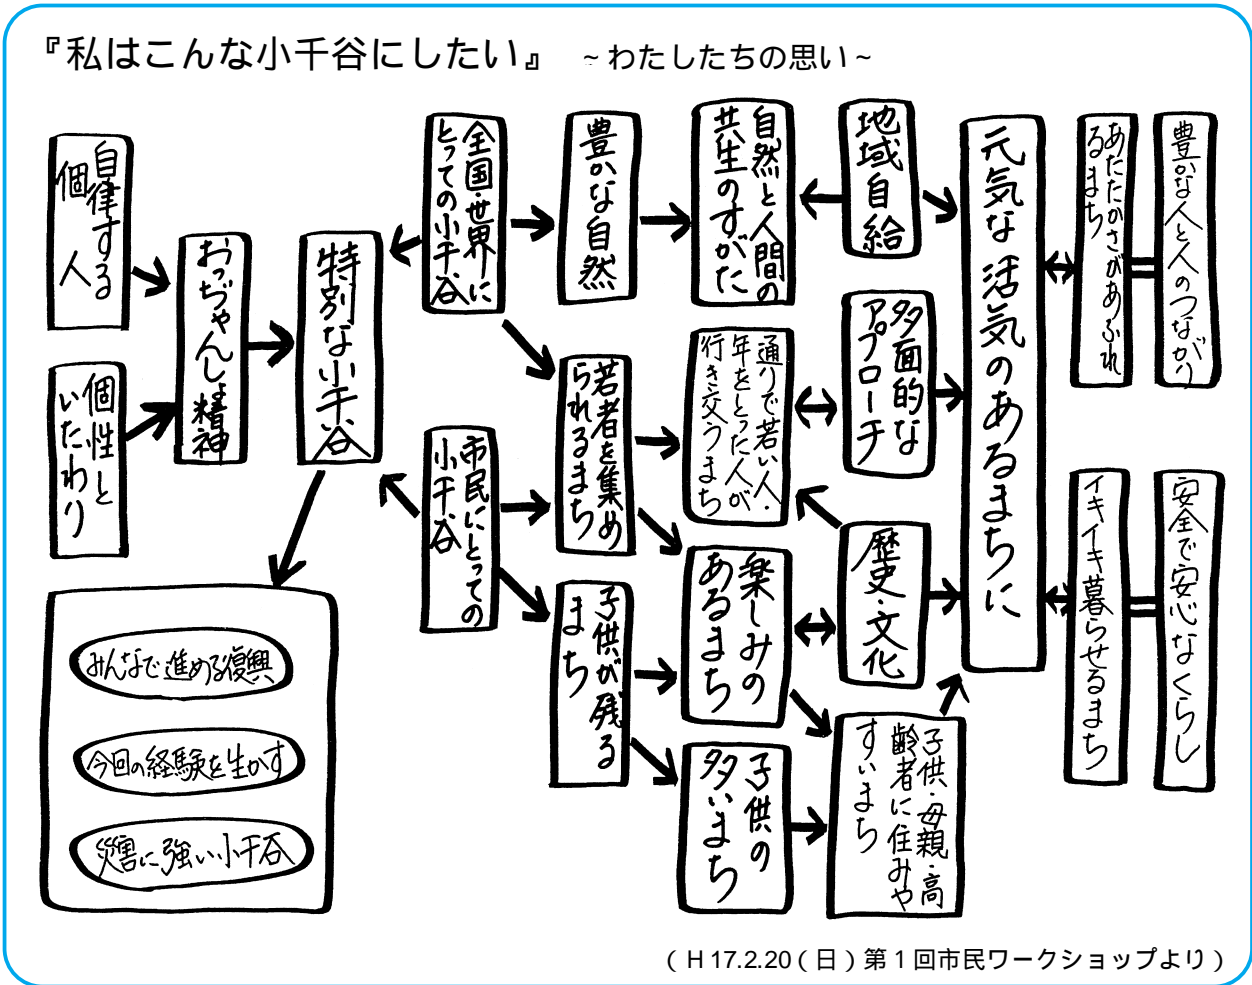 『私はこんな小千谷にしたい』 ~わたしたちの思い~
自律する
個人
個性と
いたわり
おっぢゃんしょ精神
特別な小千谷
みんなで進める復興
今回の経験を生かす
災害に強い小千谷
全国・世界に
とっての小千谷
市民にとっての
小千谷
豊かな自然
若者を集め
られるまち
子供が残る
まち
自然と人間の
共生のすがた
通りで若い人・
年をとった人が
行き交うまち
楽しみの
あるまち
子供の
多いまち
地域自給
多面的な
アプローチ
歴史・文化
子供・母親・高
齢者に住みや
すいまち
元気な活気のあるまちに
あたたかさがあふれ
るまち
豊かな人と人のつながり
イキイキ暮らせるまち
安全で安心なくらし
(H17.2.20(日)第1回市民ワークショップより)